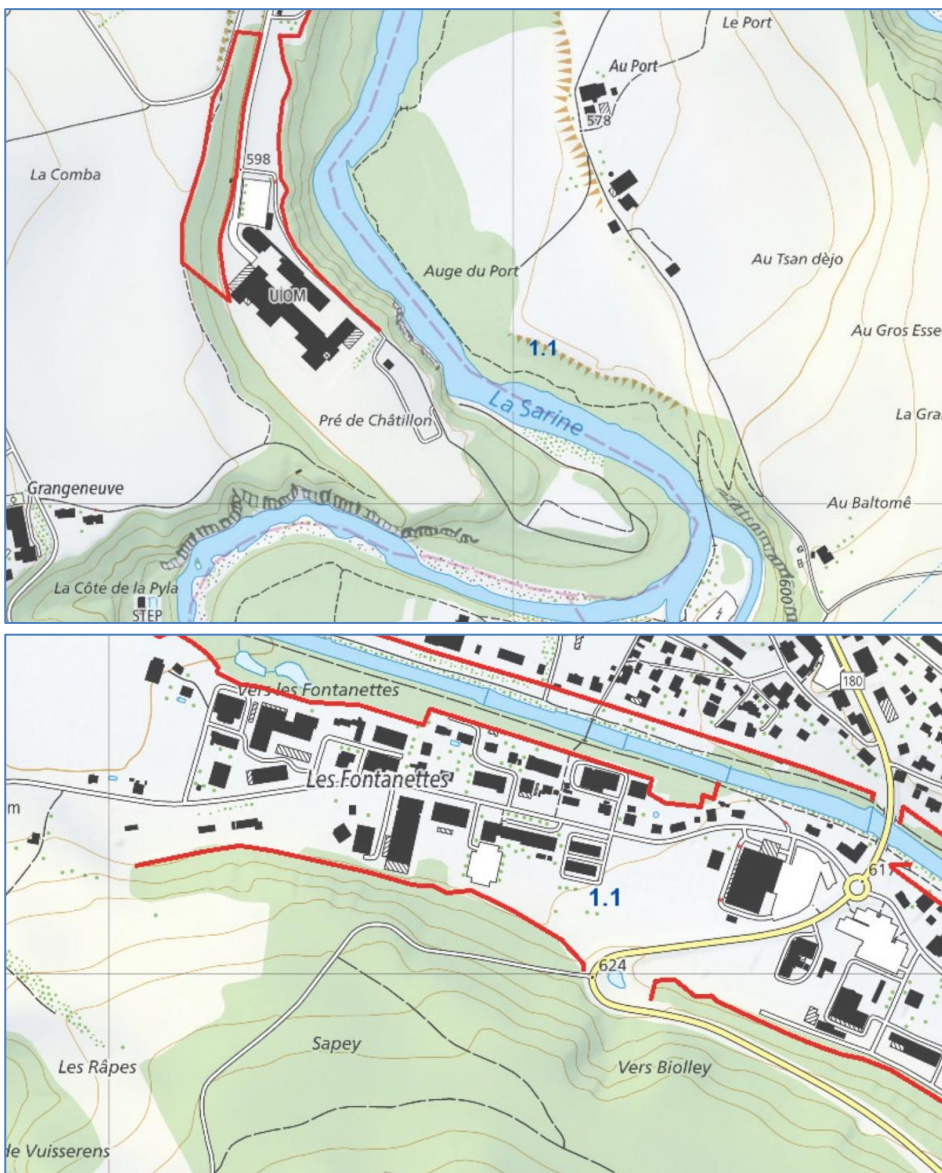 Le Port
Au Port
578
598
La Comba
Au Tsan dèjo
Auge du Port
UIOM
Au Gros Esse
1.1
La Sarine
La Gra
Pré de Châtillon
Grangeneuve
Au Baltomê
La Côte de la Pyla
STEP
600
180
Vers les Fontanettes
Les Fontanettes
m
617
1.1
624
Sapey
Les Râpes
Vers Biolley
de Vuisserens